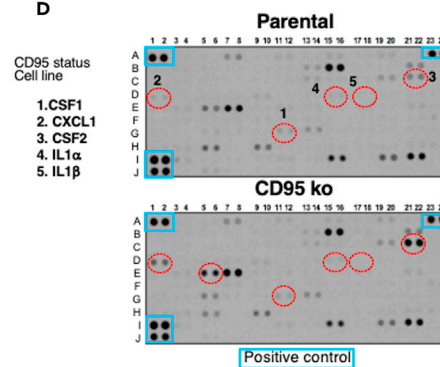 D
Parental
1 2 3 4 5 6 7 8 9 10 11 12 13 14 15 16 17 18 19 20 21 22 23
A
B
C
D
E
F
G
H
I
J
2
4
5
3
1
CD95 status
Cell line
1.CSF1
2. CXCL1
3. CSF2
4. IL1α
5. IL1β
CD95 ko
1 2 3 4 5 6 7 8 9 10 11 12 13 14 15 16 17 18 19 20 21 22 23
A
B
C
D
E
F
G
H
I
J
Positive control